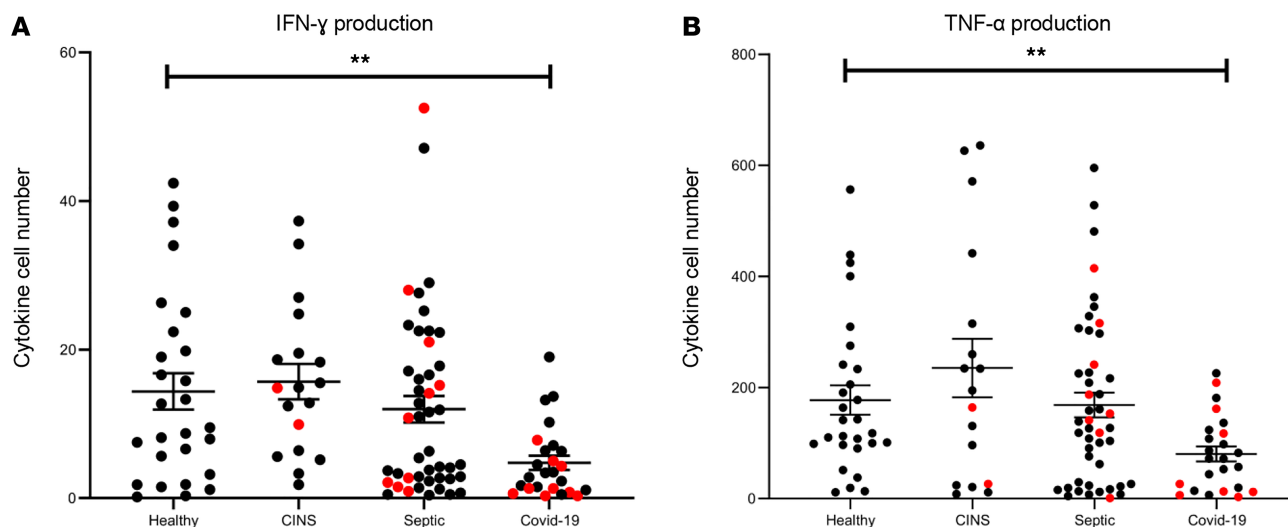 A
IFN-ɣ production
**
Cytokine cell number
60
40
20
0
Healthy
CINS
Septic
Covid-19
B
TNF-α production
**
Cytokine cell number
800
600
400
200
0
Healthy
CINS
Septic
Covid-19